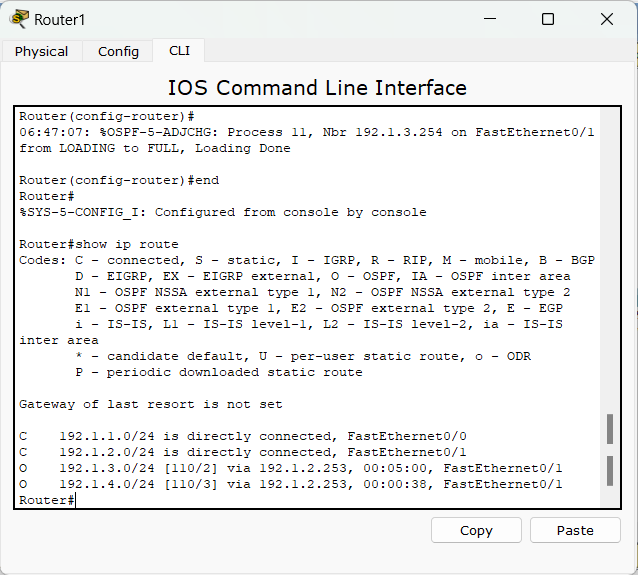 Router1
Physical Config CLI
IOS Command Line Interface
Router(config-router)#
06:47:07: %OSPF-5-ADJCHG: Process 11, Nbr 192.1.3.254 on FastEthernet0/1
from LOADING to FULL, Loading Done
Router(config-router)#end
Router#
%SYS-5-CONFIG_I: Configured from console by console
Router#show ip route
Codes: C - connected, S - static, I - IGRP, R - RIP, M - mobile, B - BGP
D - EIGRP, EX - EIGRP external, O - OSPF, IA - OSPF inter area
N1 - OSPF NSSA external type 1, N2 - OSPF NSSA external type 2
E1 - OSPF external type 1, E2 - OSPF external type 2, E - EGP
i - IS-IS, L1 - IS-IS level-1, L2 - IS-IS level-2, ia - IS-IS
inter area
* - candidate default, U - per-user static route, o - ODR
P - periodic downloaded static route
Gateway of last resort is not set
C 192.1.1.0/24 is directly connected, FastEthernet0/0
C 192.1.2.0/24 is directly connected, FastEthernet0/1
O 192.1.3.0/24 [110/2] via 192.1.2.253, 00:05:00, FastEthernet0/1
O 192.1.4.0/24 [110/3] via 192.1.2.253, 00:00:38, FastEthernet0/1
Router#
Copy Paste